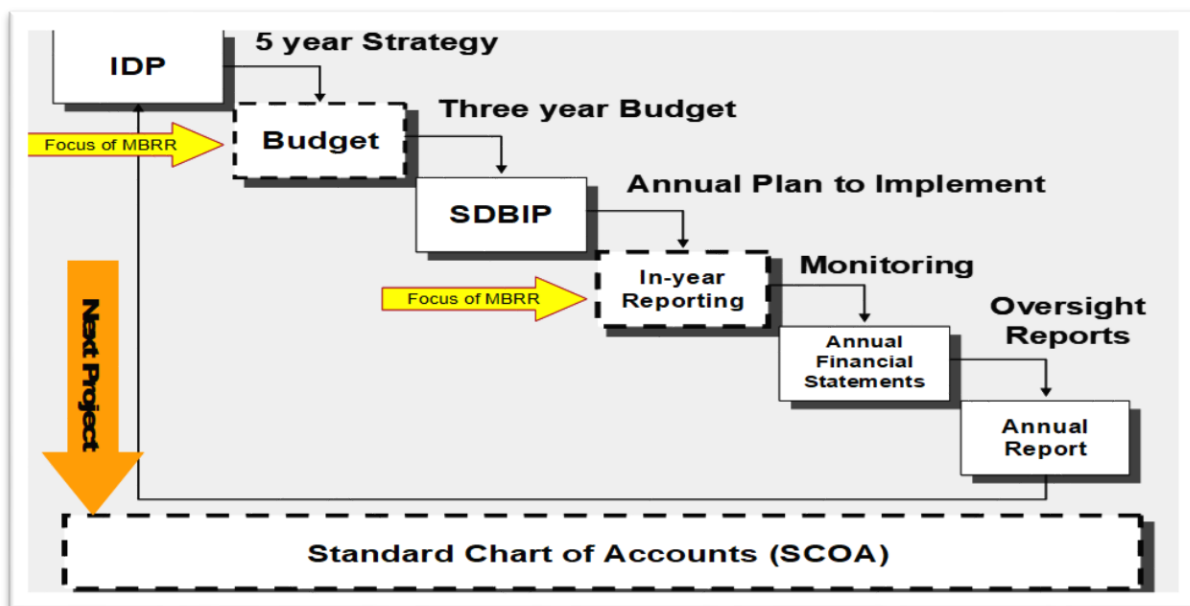 5 year Strategy
IDP
Three year Budget
Budget
Focus of MBRR
Annual Plan to Implement
SDBIP
Monitoring
In-year
Reporting
Focus of MBRR
Oversight
Reports
Annual
Financial
Statements
Annual
Report
Next Project
Standard Chart of Accounts (SCOA)